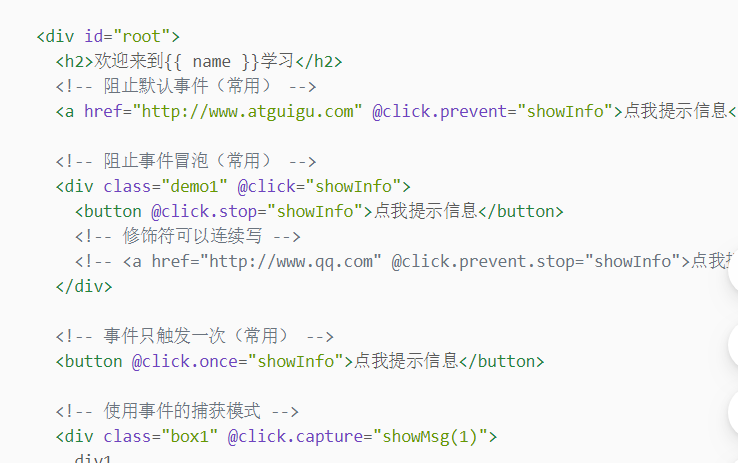 <div id="root">
<h2>欢迎来到{{ name }}学习</h2>
<!-- 阻止默认事件（常用） -->
<a href="http://www.atguigu.com" @click.prevent="showInfo">点我提示信息<
<!-- 阻止事件冒泡（常用） -->
<div class="demo1" @click="showInfo">
<button @click.stop="showInfo">点我提示信息</button>
<!-- 修饰符可以连续写 -->
<!-- <a href="http://www.qq.com" @click.prevent.stop="showInfo">点我
</div>
<!-- 事件只触发一次（常用） -->
<button @click.once="showInfo">点我提示信息</button>
<!-- 使用事件的捕获模式 -->
<div class="box1" @click.capture="showMsg(1)">
div1